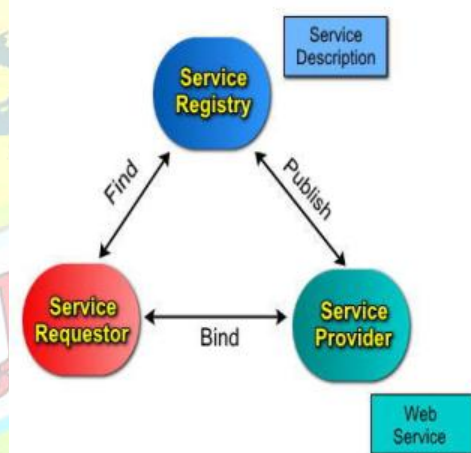 Service
Description
Service
Registry
Find
Publish
Service
Requestor
Bind
Service
Provider
Web
Service